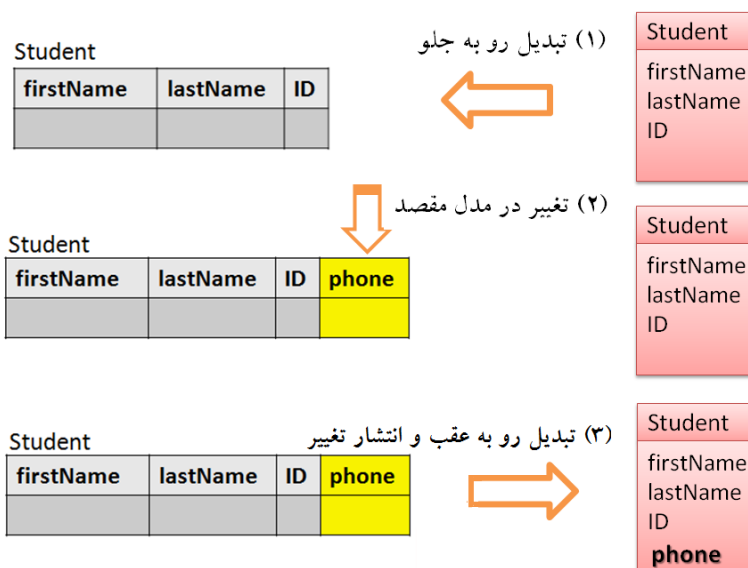 (۱) تبدیل رو به جلو
Student
firstName lastName ID
Student
firstName
lastName
ID
(۲) تغییر در مدل مقصد
Student
firstName lastName ID phone
Student
firstName
lastName
ID
(۳) تبدیل رو به عقب و انتشار تغییر
Student
firstName lastName ID phone
Student
firstName
lastName
ID
phone